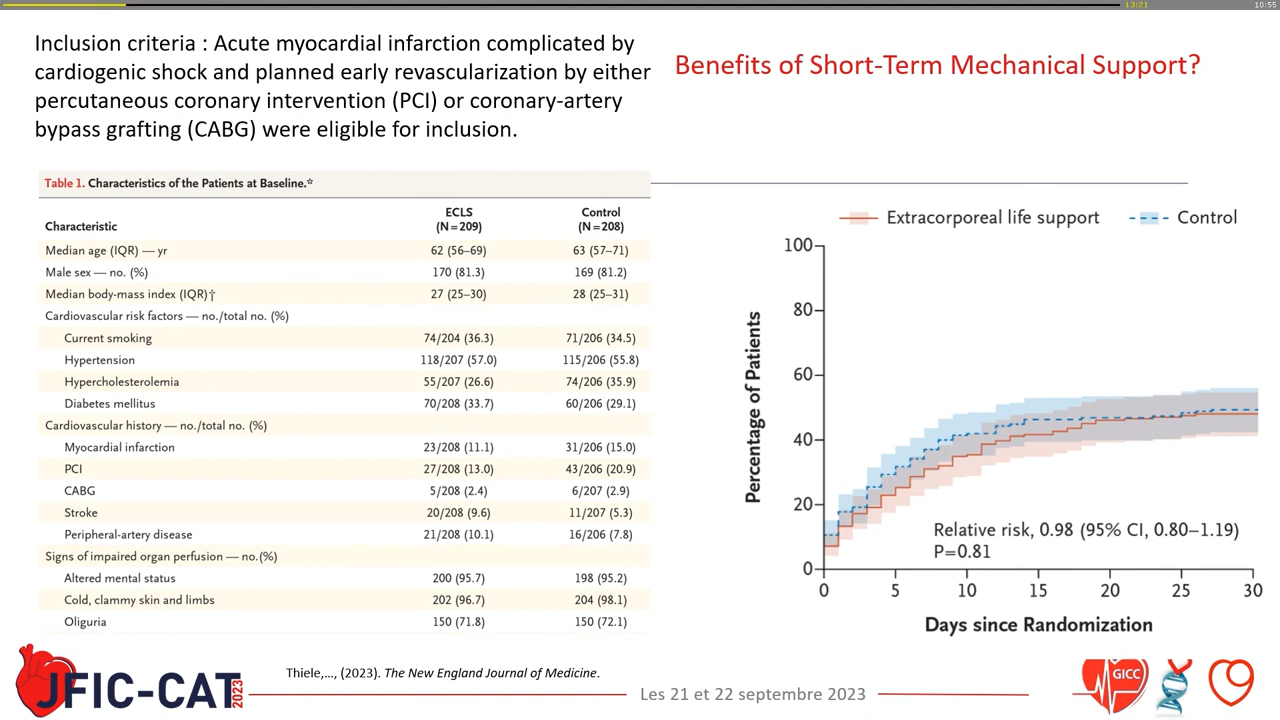 13:21
10:55
Inclusion criteria : Acute myocardial infarction complicated by
cardiogenic shock and planned early revascularization by either
percutaneous coronary intervention (PCI) or coronary-artery
bypass grafting (CABG) were eligible for inclusion.
Benefits of Short-Term Mechanical Support?
Table 1. Characteristics of the Patients at Baseline.*
Characteristic ECLS (N=209) Control (N=208)
Median age (IQR) — yr 62 (56–69) 63 (57–71)
Male sex — no. (%) 170 (81.3) 169 (81.2)
Median body-mass index (IQR)† 27 (25–30) 28 (25–31)
Cardiovascular risk factors — no./total no. (%)
Current smoking 74/204 (36.3) 71/206 (34.5)
Hypertension 118/207 (57.0) 115/206 (55.8)
Hypercholesterolemia 55/207 (26.6) 74/206 (35.9)
Diabetes mellitus 70/208 (33.7) 60/206 (29.1)
Cardiovascular history — no./total no. (%)
Myocardial infarction 23/208 (11.1) 31/206 (15.0)
PCI 27/208 (13.0) 43/206 (20.9)
CABG 5/208 (2.4) 6/207 (2.9)
Stroke 20/208 (9.6) 11/207 (5.3)
Peripheral-artery disease 21/208 (10.1) 16/206 (7.8)
Signs of impaired organ perfusion — no.(%)
Altered mental status 200 (95.7) 198 (95.2)
Cold, clammy skin and limbs 202 (96.7) 204 (98.1)
Oliguria 150 (71.8) 150 (72.1)
Extracorporeal life support Control
Percentage of Patients
100
80
60
40
20
0
Relative risk, 0.98 (95% CI, 0.80–1.19)
P=0.81
0 5 10 15 20 25 30
Days since Randomization
Thiele,..., (2023). The New England Journal of Medicine.
JFIC-CAT
2023
Les 21 et 22 septembre 2023
GICC